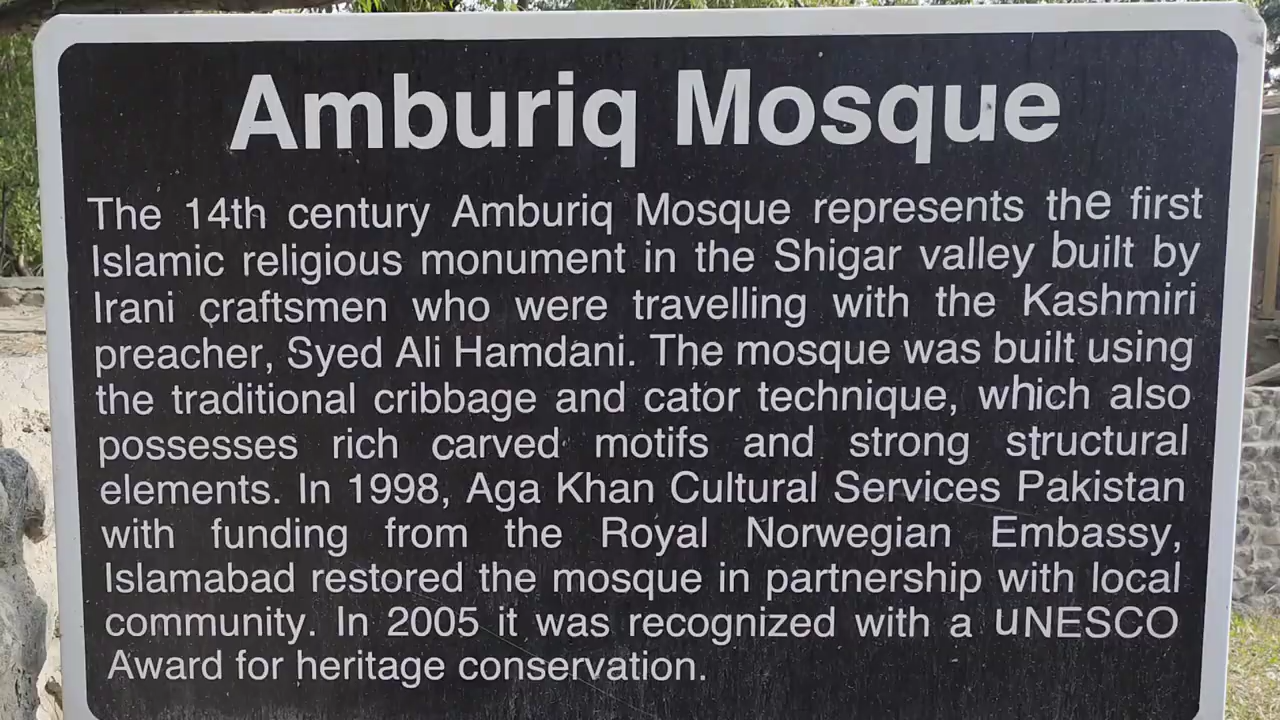 Amburiq Mosque
The 14th century Amburiq Mosque represents the first
Islamic religious monument in the Shigar valley built by
Irani craftsmen who were travelling with the Kashmiri
preacher, Syed Ali Hamdani. The mosque was built using
the traditional cribbage and cator technique, which also
possesses rich carved motifs and strong structural
elements. In 1998, Aga Khan Cultural Services Pakistan
with funding from the Royal Norwegian Embassy,
Islamabad restored the mosque in partnership with local
community. In 2005 it was recognized with a uNESCO
Award for heritage conservation.